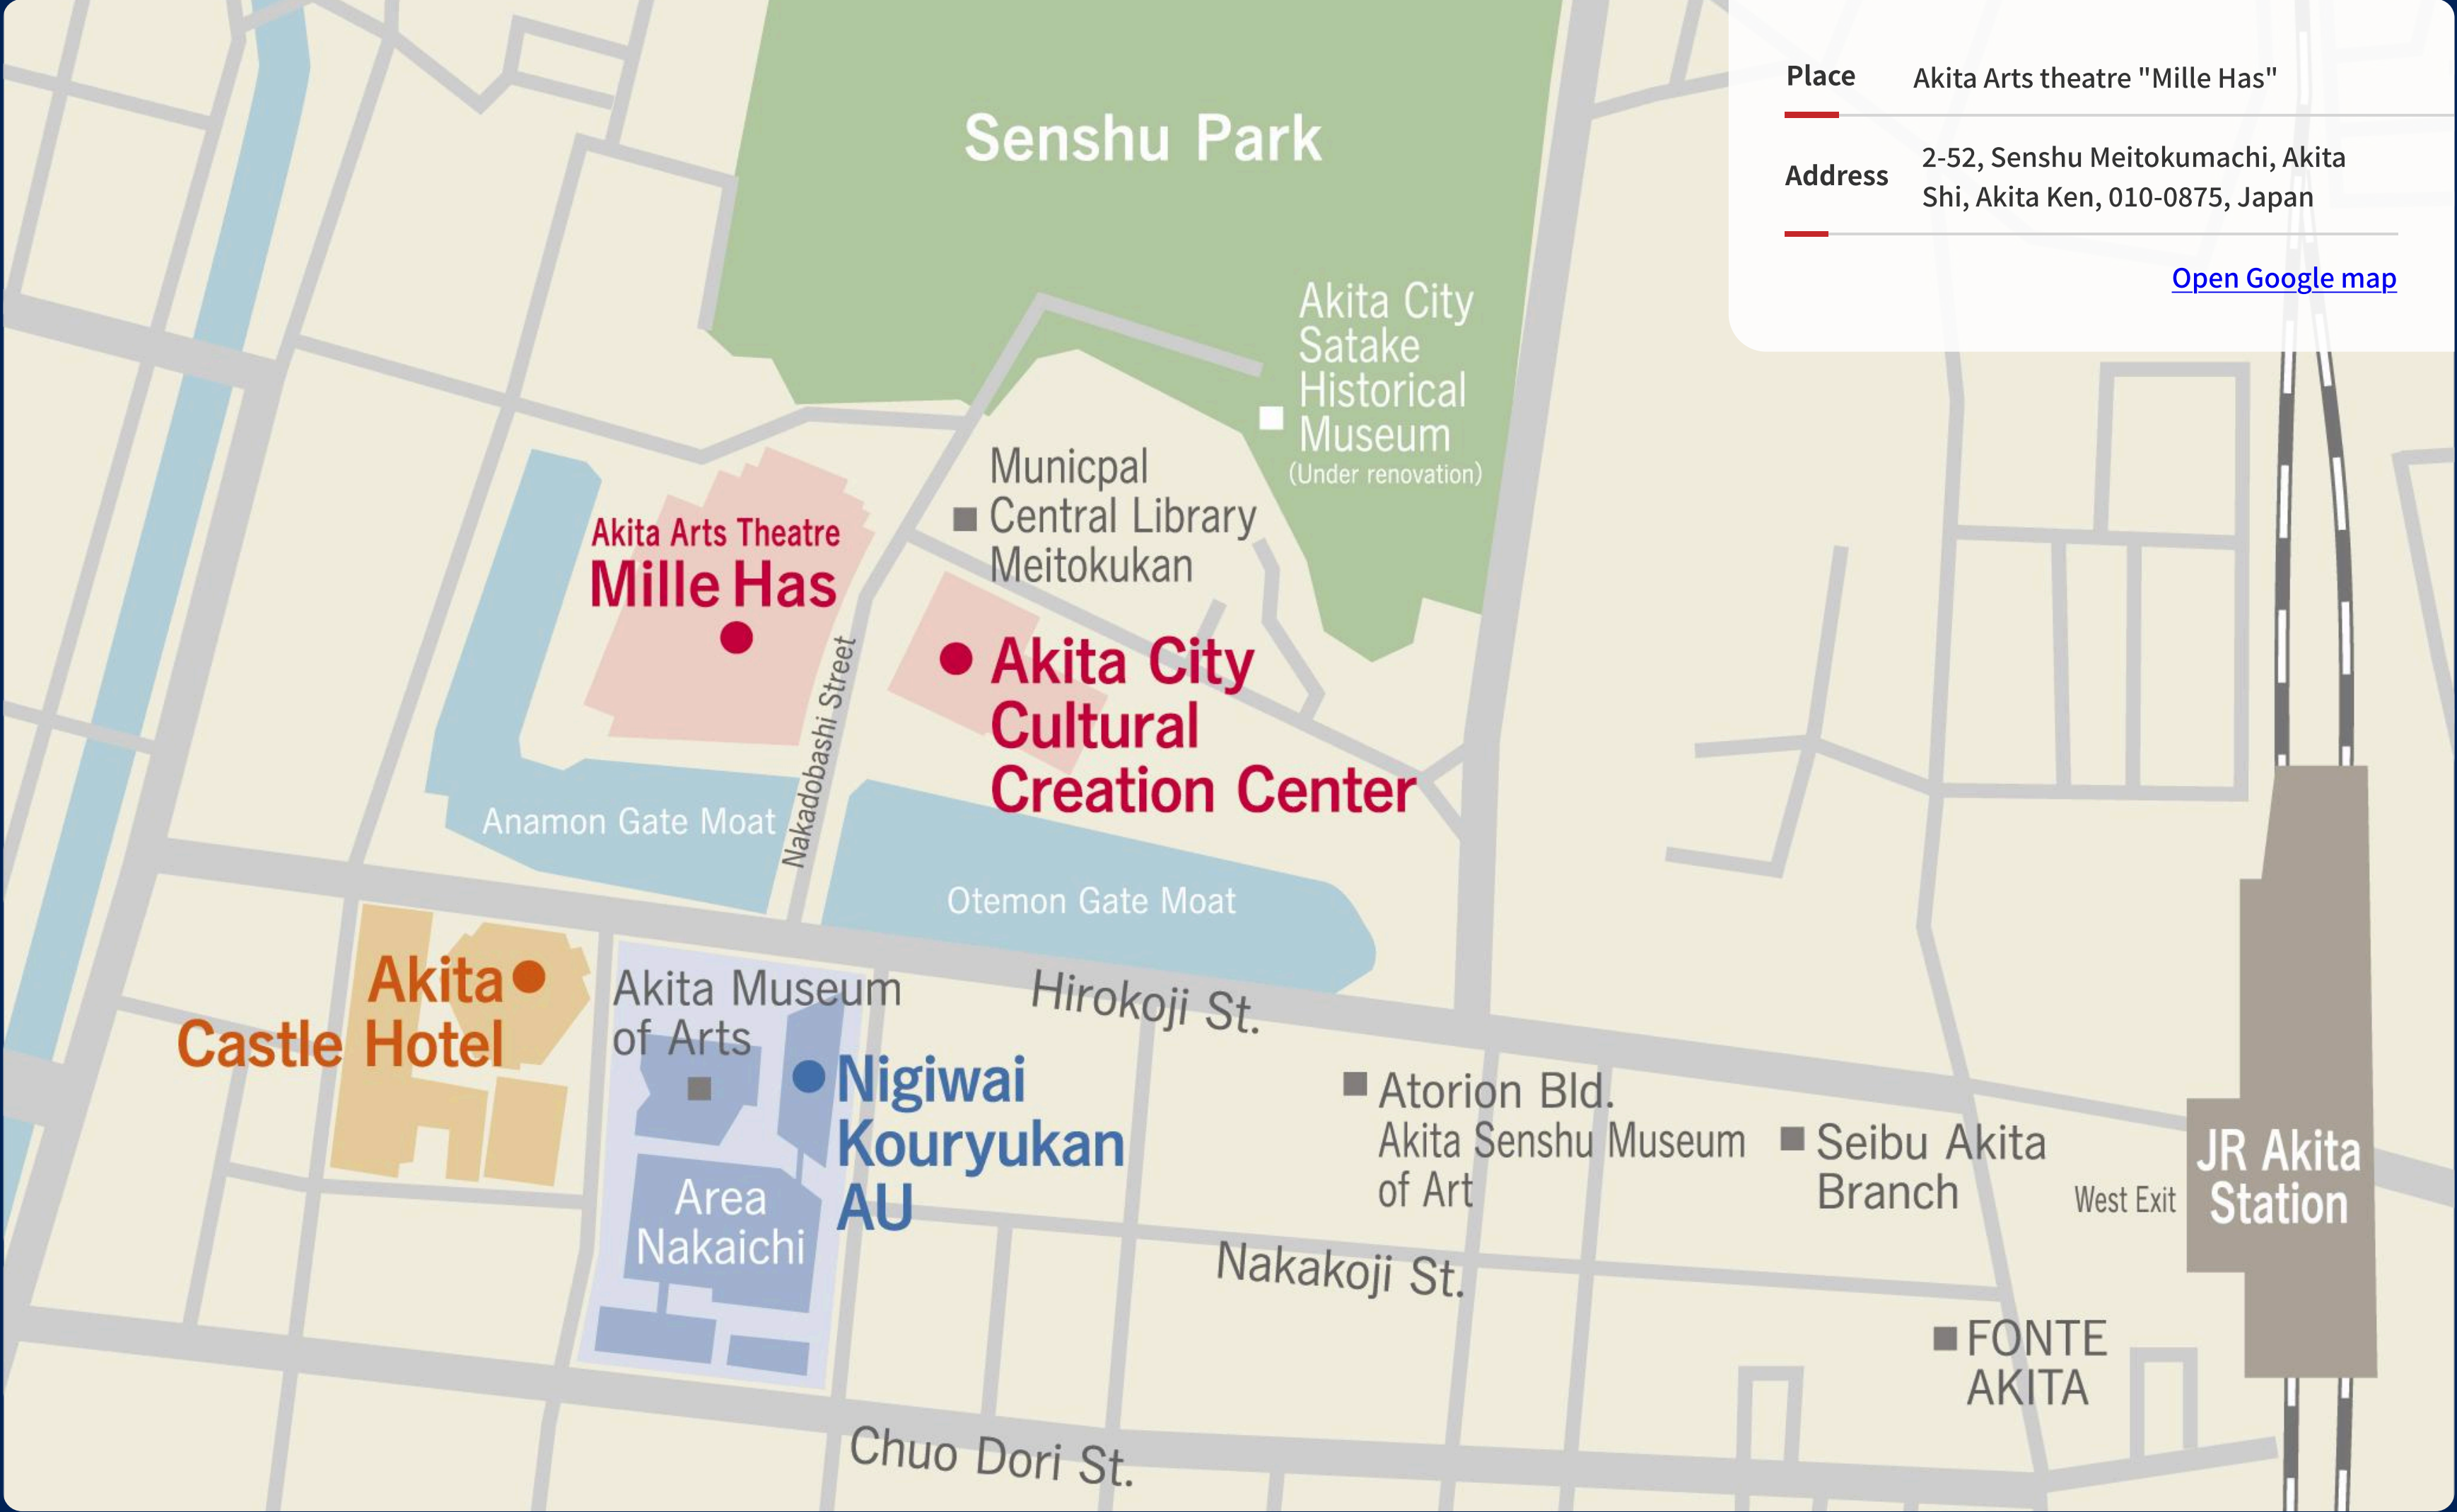 Place
Akita Arts theatre "Mille Has"
Address
2-52, Senshu Meitokumachi, Akita
Shi, Akita Ken, 010-0875, Japan
Open Google map
Senshu Park
Akita City
Satake
Historical
Museum
(Under renovation)
Municpal
Central Library
Meitokukan
Akita Arts Theatre
Mille Has
Akita City
Cultural
Creation Center
Nakadobashi Street
Anamon Gate Moat
Otemon Gate Moat
Hirokoji St.
Akita
Castle Hotel
Akita Museum
of Arts
Nigiwai
Kouryukan
AU
Area
Nakaichi
Atorion Bld.
Akita Senshu Museum
of Art
Seibu Akita
Branch
West Exit
JR Akita
Station
Nakakoji St.
FONTE
AKITA
Chuo Dori St.